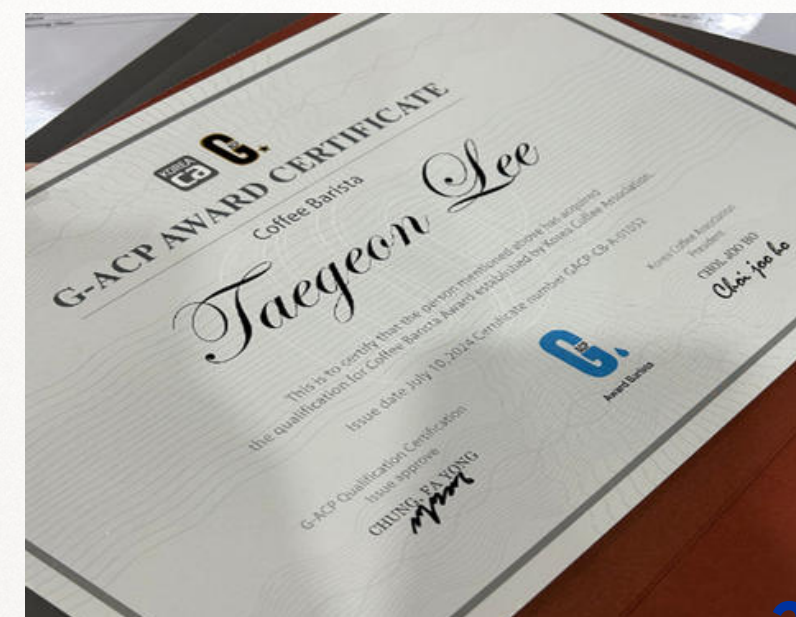 KOREA
ca
G.
G-ACP AWARD CERTIFICATE
Coffee Barista
Taegeon Lee
This is to certify that the person mentioned above has acquired
the qualification for Coffee Barista Award established by Korea Coffee Association.
Issue date July 10, 2024 Certificate number GACP-CB-A-01052
G-ACP Qualification Certification
Issue approve
CHUNG, FA YONG
Korea Coffee Association
President
CHOI, JOO HO
Choi joo ho
G.
ACP
Award Barista